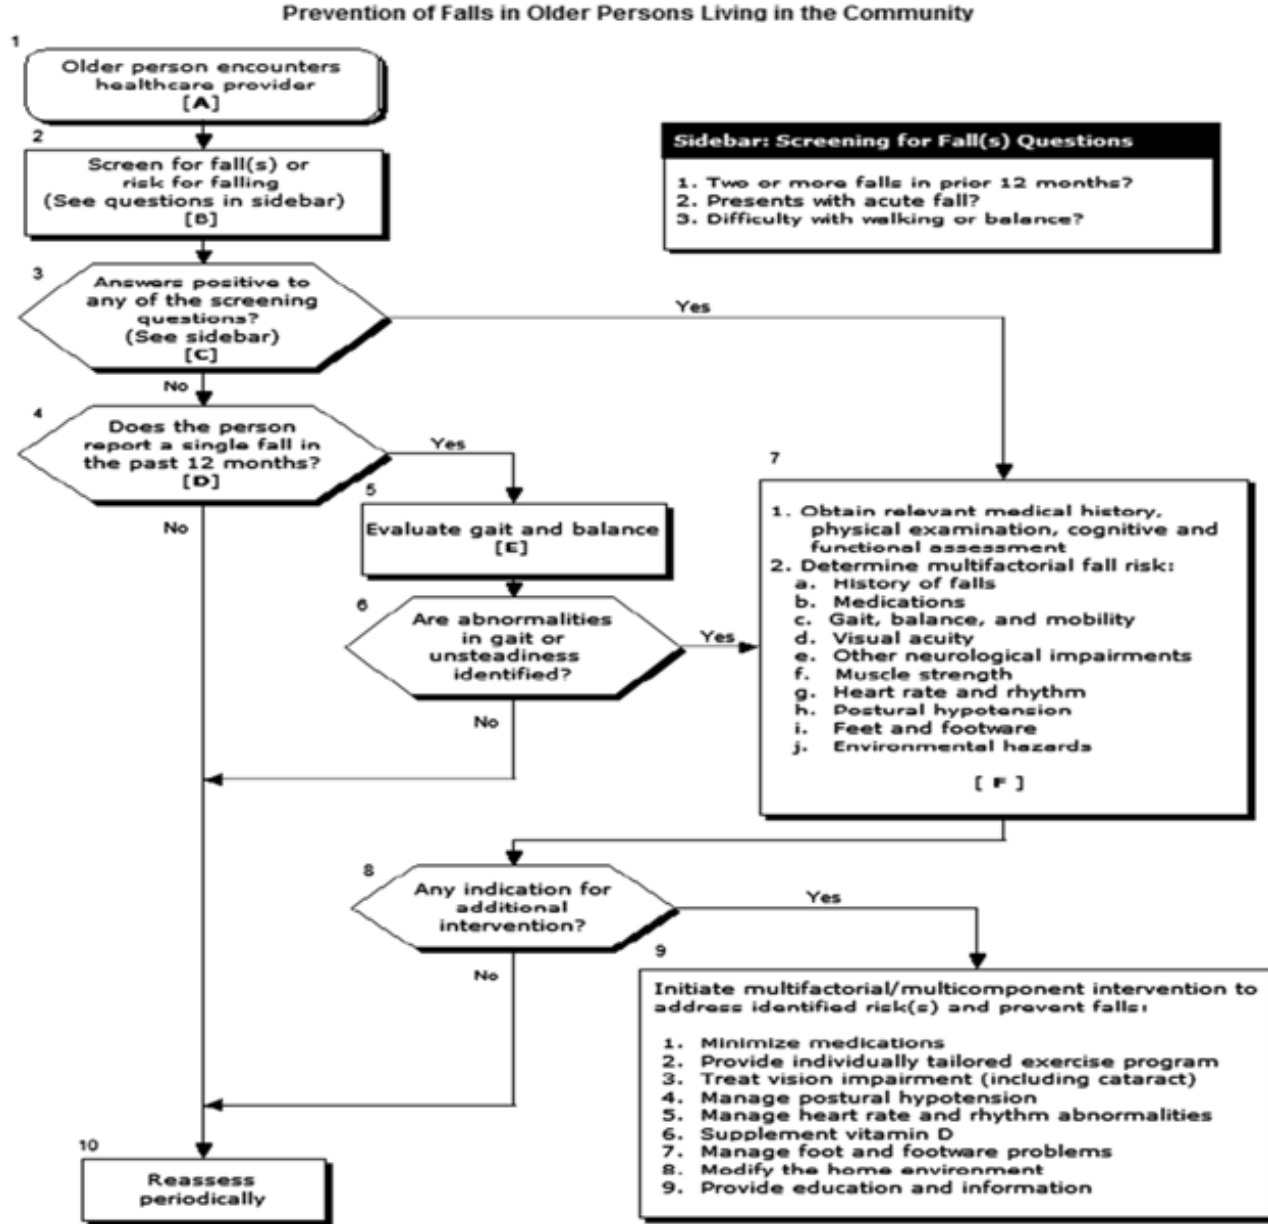 Prevention of Falls in Older Persons Living in the Community
1
Older person encounters
healthcare provider
[A]
2
Screen for fall(s) or
risk for falling
(See questions in sidebar)
[B]
Sidebar: Screening for Fall(s) Questions
1. Two or more falls in prior 12 months?
2. Presents with acute fall?
3. Difficulty with walking or balance?
3
Answers positive to
any of the screening
questions?
(See sidebar)
[C]
Yes
No
4
Does the person
report a single fall in
the past 12 months?
[D]
Yes
No
5
Evaluate gait and balance
[E]
6
Are abnormalities
in gait or
unsteadiness
identified?
Yes
No
7
1. Obtain relevant medical history,
physical examination, cognitive and
functional assessment
2. Determine multifactorial fall risk:
a. History of falls
b. Medications
c. Gait, balance, and mobility
d. Visual acuity
e. Other neurological impairments
f. Muscle strength
g. Heart rate and rhythm
h. Postural hypotension
i. Feet and footware
j. Environmental hazards
[ F ]
8
Any indication for
additional
intervention?
Yes
No
9
Initiate multifactorial/multicomponent intervention to
address identified risk(s) and prevent falls:
1. Minimize medications
2. Provide individually tailored exercise program
3. Treat vision impairment (including cataract)
4. Manage postural hypotension
5. Manage heart rate and rhythm abnormalities
6. Supplement vitamin D
7. Manage foot and footware problems
8. Modify the home environment
9. Provide education and information
10
Reassess
periodically